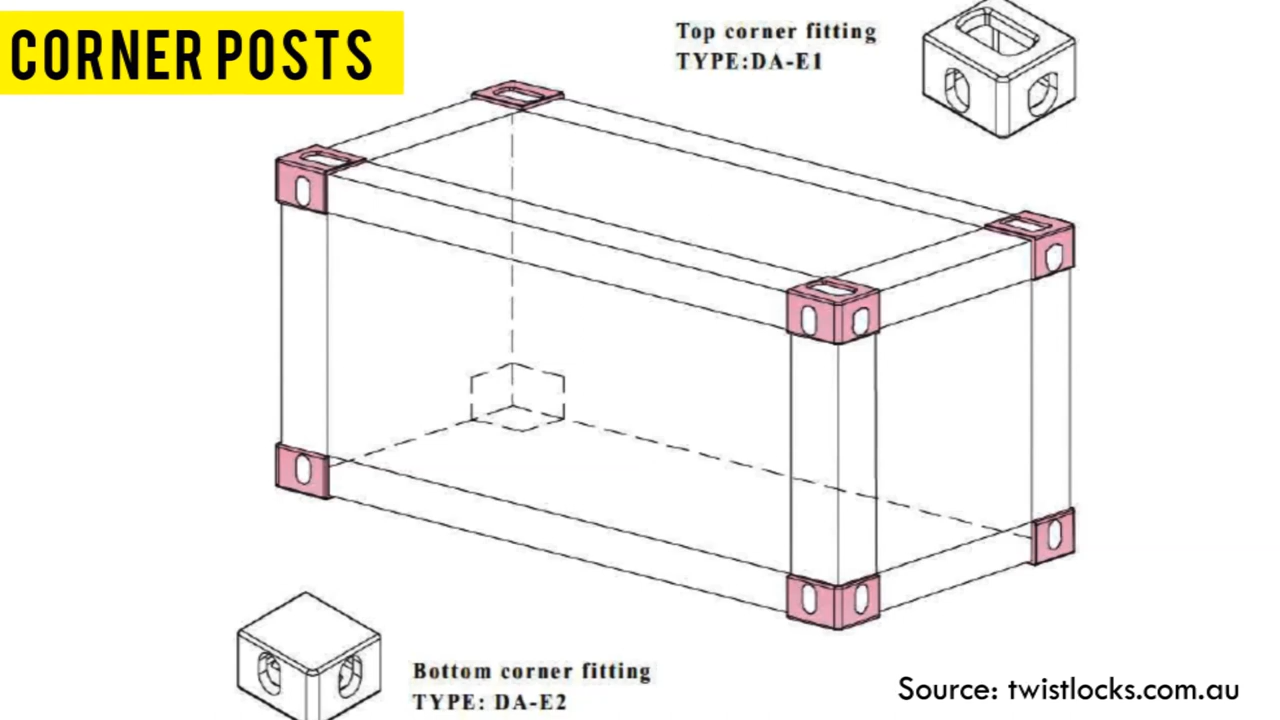 CORNER POSTS
Top corner fitting
TYPE:DA-E1
Bottom corner fitting
TYPE: DA-E2
Source: twistlocks.com.au